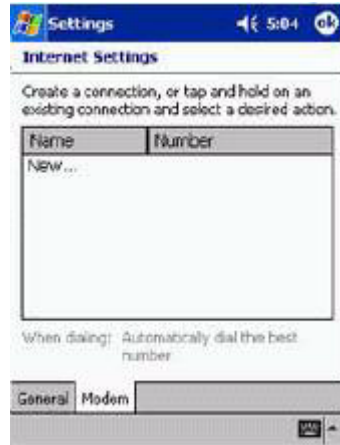 Settings 5:04 ok
Internet Settings
Create a connection, or tap and hold on an
existing connection and select a desired action.
Name Number
New...
When dialing: Automatically dial the best
number
General Modem